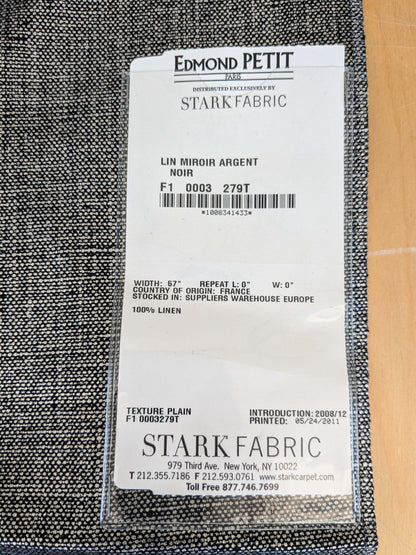 EDMOND PETIT
PARIS
DISTRIBUTED EXCLUSIVELY BY
STARK FABRIC
LIN MIROIR ARGENT
NOIR
F1 0003 279T
*1008341433*
WIDTH: 57" REPEAT L: 0" W: 0"
COUNTRY OF ORIGIN: FRANCE
STOCKED IN: SUPPLIERS WAREHOUSE EUROPE
100% LINEN
TEXTURE PLAIN INTRODUCTION: 2008/12
F1 0003279T PRINTED: 05/24/2011
STARK FABRIC
979 Third Ave. New York, NY 10022
T 212.355.7186 F 212.593.0761 www.starkcarpet.com
Toll Free 877.746.7699